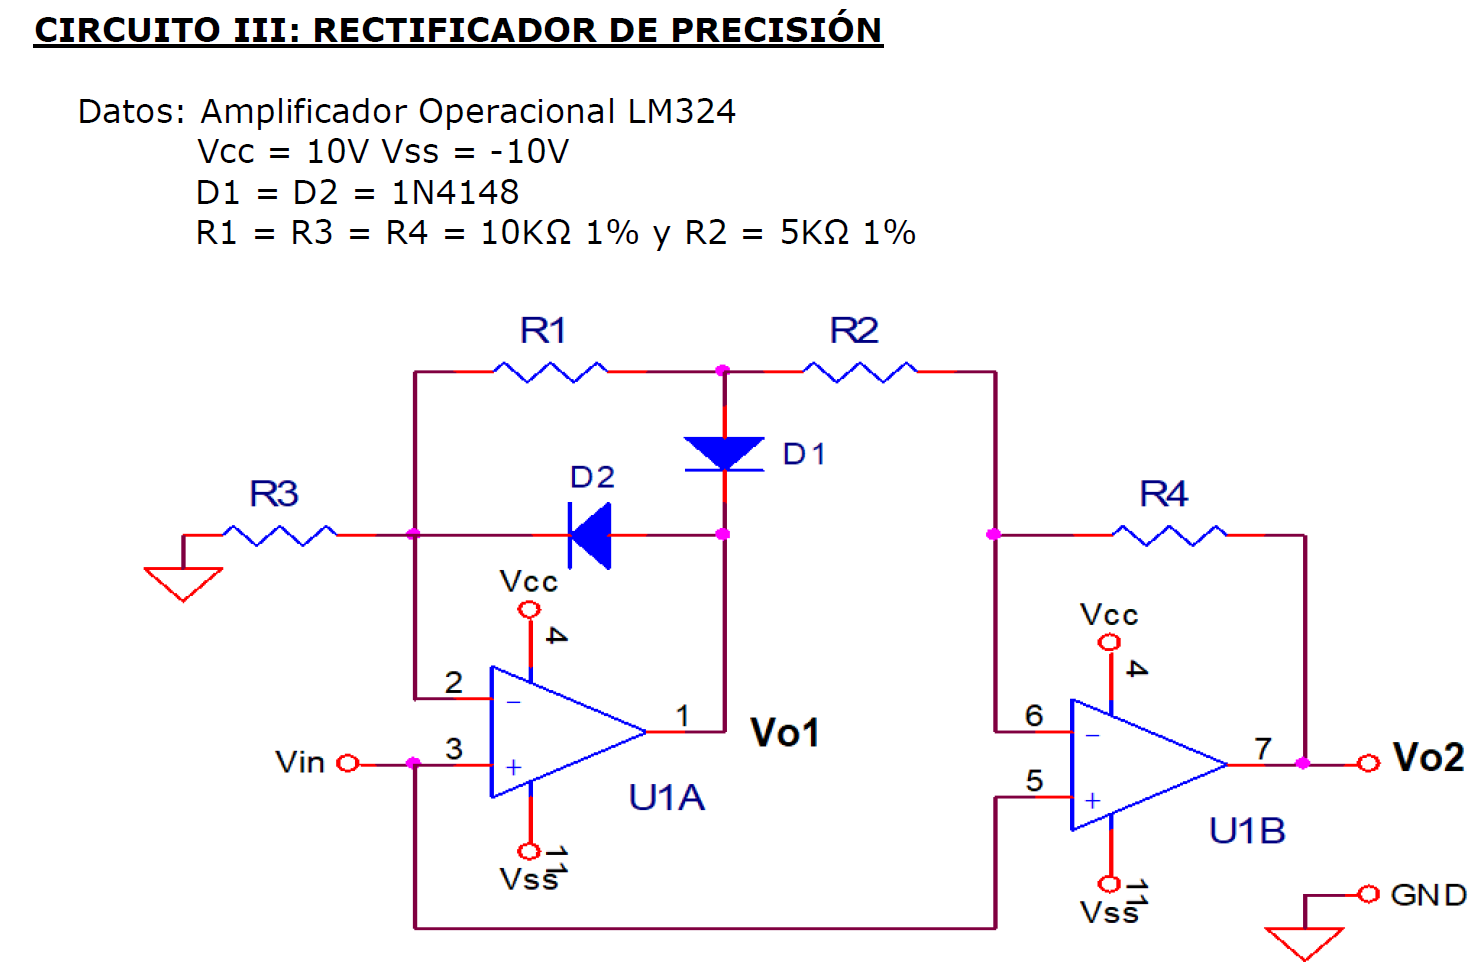 CIRCUITO III: RECTIFICADOR DE PRECISIÓN
Datos: Amplificador Operacional LM324
Vcc = 10V Vss = -10V
D1 = D2 = 1N4148
R1 = R3 = R4 = 10KΩ 1% y R2 = 5KΩ 1%
R1
R2
D1
D2
R3
R4
Vcc
4
Vcc
4
2
-
1
Vo1
6
-
7
Vo2
Vin
3
+
5
+
U1A
U1B
11
Vss
11
Vss
GND